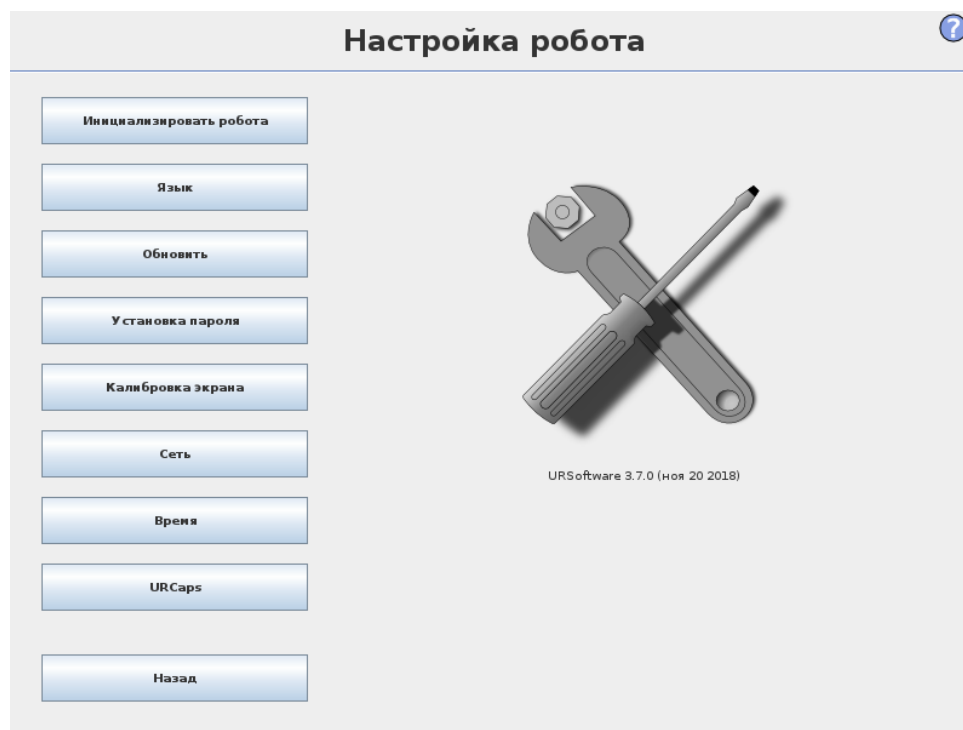 Настройка робота
?
Инициализировать робота
Язык
Обновить
Установка пароля
Калибровка экрана
Сеть
Время
URCaps
Назад
URSoftware 3.7.0 (ноя 20 2018)